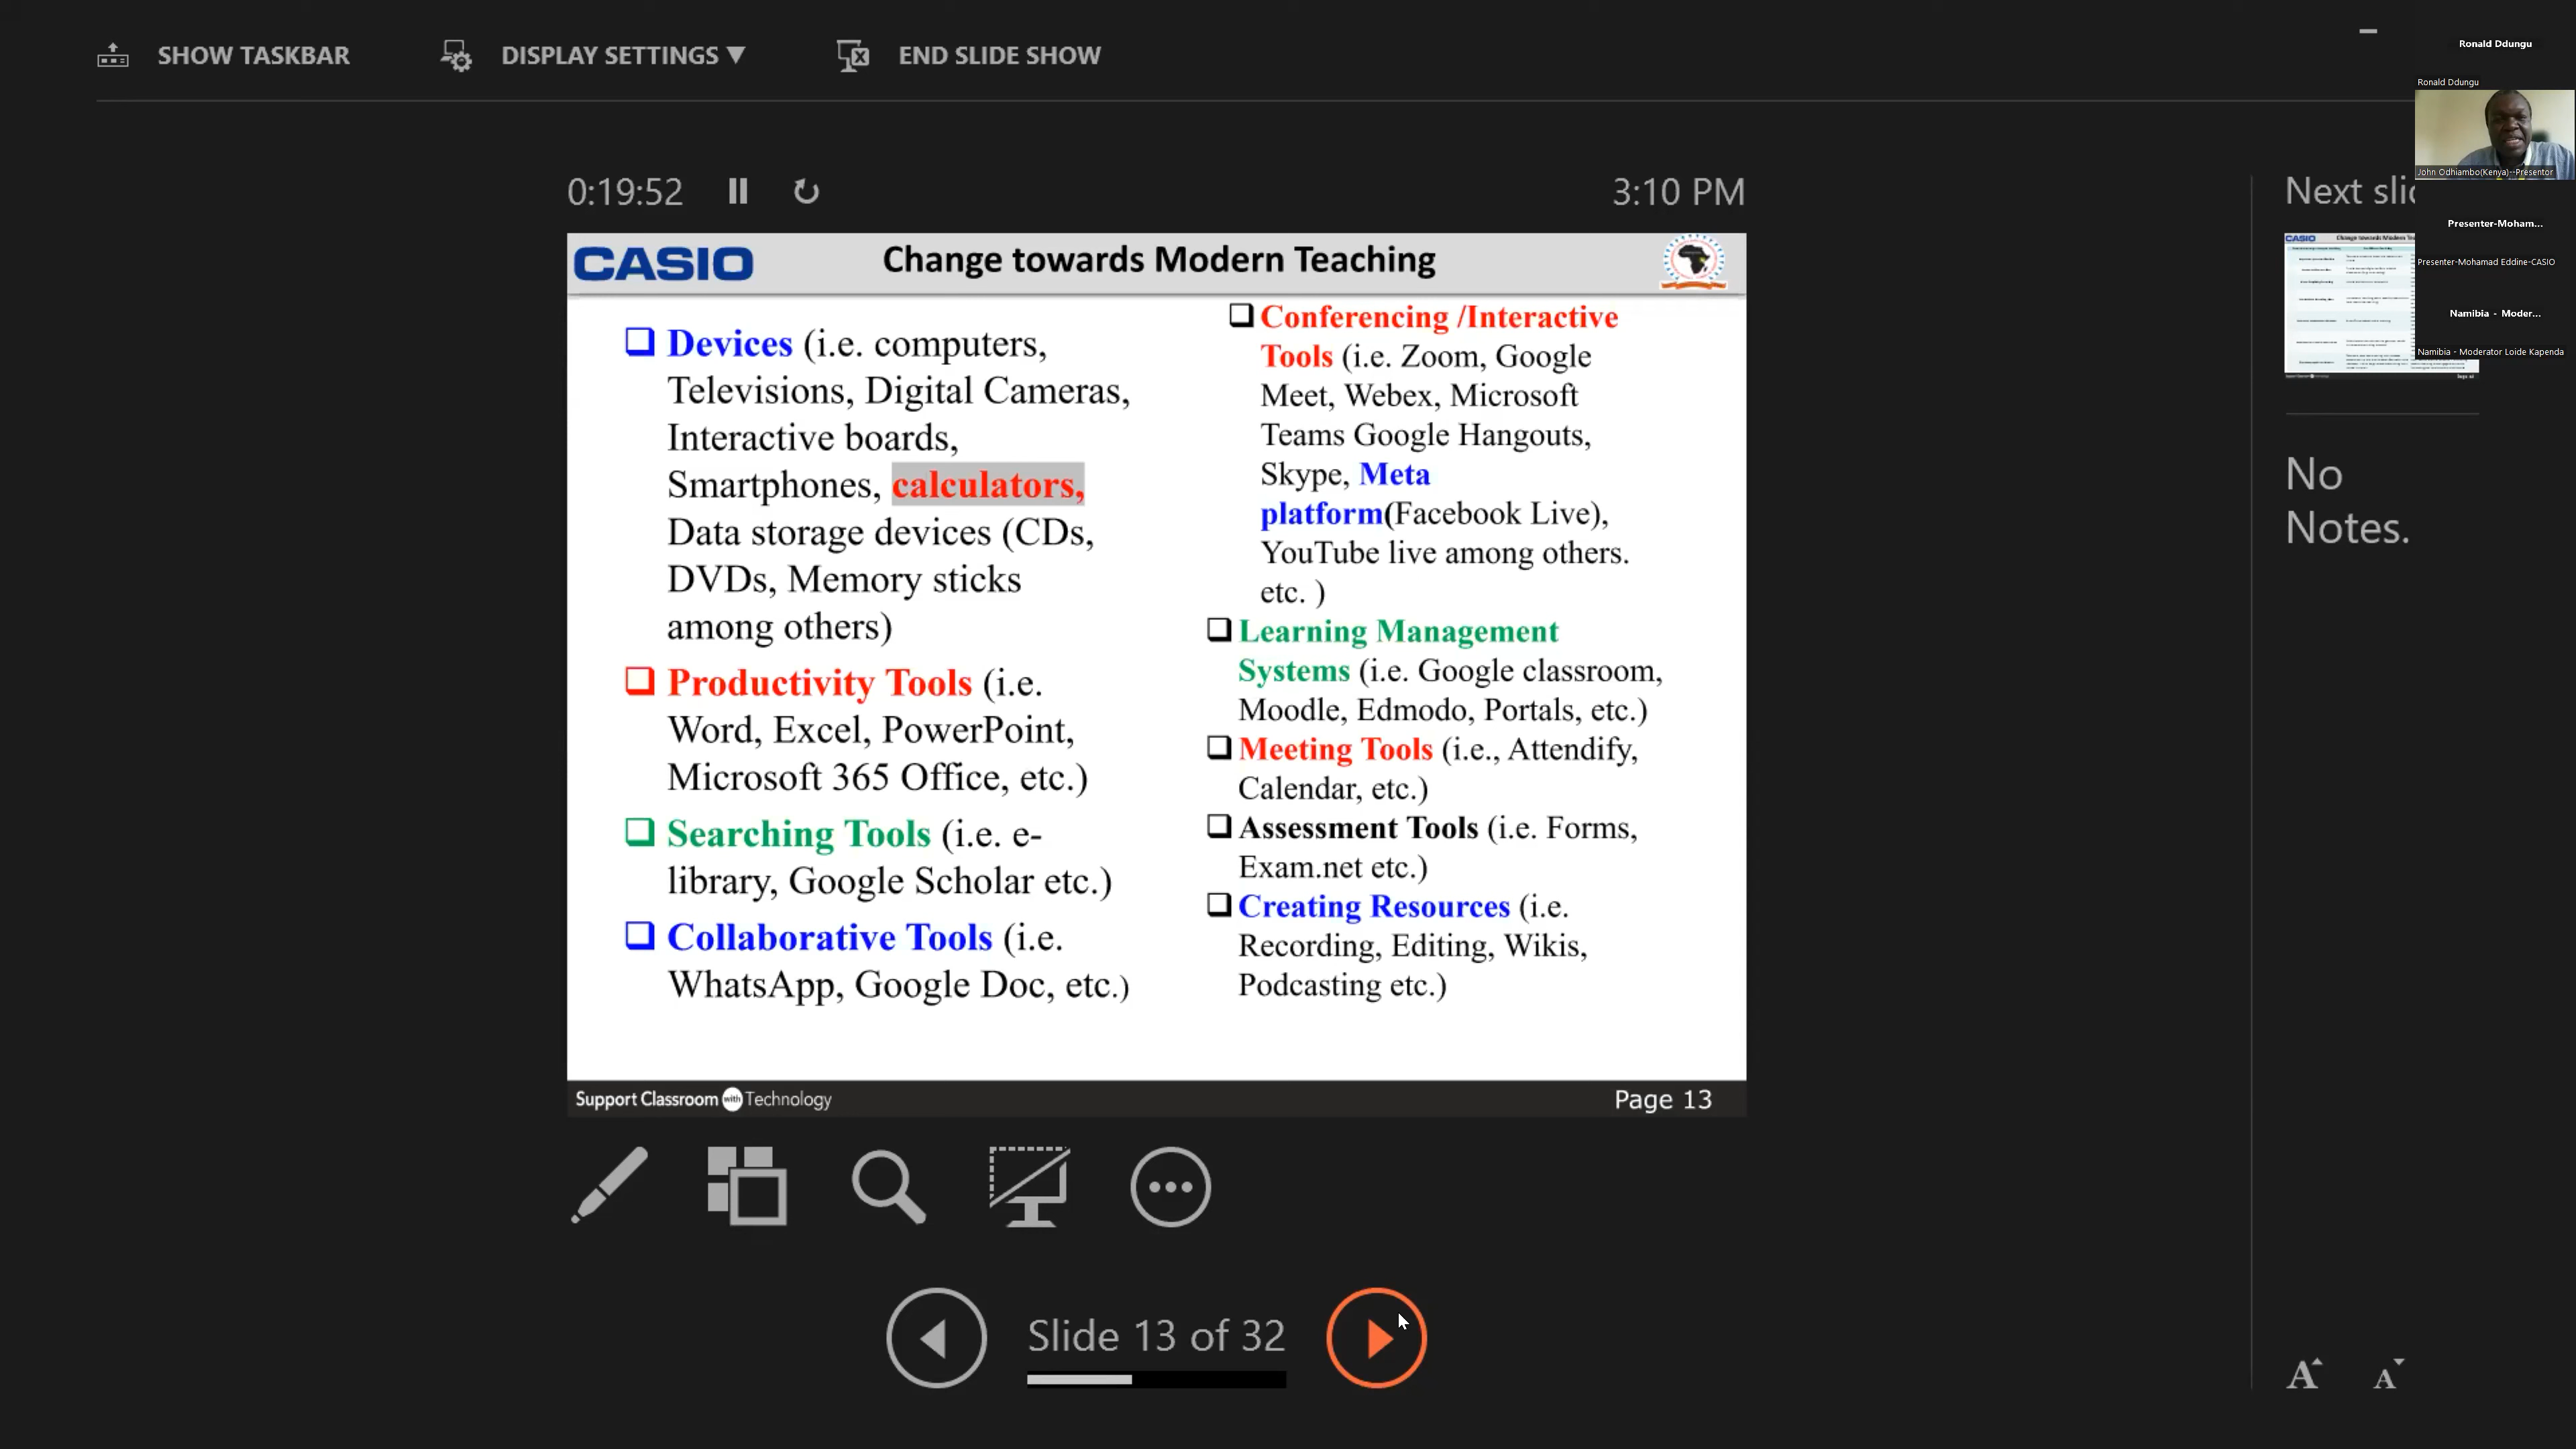 SHOW TASKBAR
DISPLAY SETTINGS ▼
END SLIDE SHOW
Ronald Ddungu
Ronald Ddungu
John Odhiambo(Kenya)--Presentor
Presenter-Moham...
Presenter-Mohamad Eddine-CASIO
Namibia - Moder...
Namibia - Moderator Loide Kapenda
0:19:52
3:10 PM
Next slic
CASIO
Change towards Modern Teaching
Devices (i.e. computers,
Televisions, Digital Cameras,
Interactive boards,
Smartphones, calculators,
Data storage devices (CDs,
DVDs, Memory sticks
among others)
Productivity Tools (i.e.
Word, Excel, PowerPoint,
Microsoft 365 Office, etc.)
Searching Tools (i.e. e-
library, Google Scholar etc.)
Collaborative Tools (i.e.
WhatsApp, Google Doc, etc.)
Conferencing /Interactive
Tools (i.e. Zoom, Google
Meet, Webex, Microsoft
Teams Google Hangouts,
Skype, Meta
platform(Facebook Live),
YouTube live among others.
etc. )
Learning Management
Systems (i.e. Google classroom,
Moodle, Edmodo, Portals, etc.)
Meeting Tools (i.e., Attendify,
Calendar, etc.)
Assessment Tools (i.e. Forms,
Exam.net etc.)
Creating Resources (i.e.
Recording, Editing, Wikis,
Podcasting etc.)
Support Classroom with Technology
Page 13
CASIO
Change towards Modern Te
No
Notes.
Slide 13 of 32
A
A